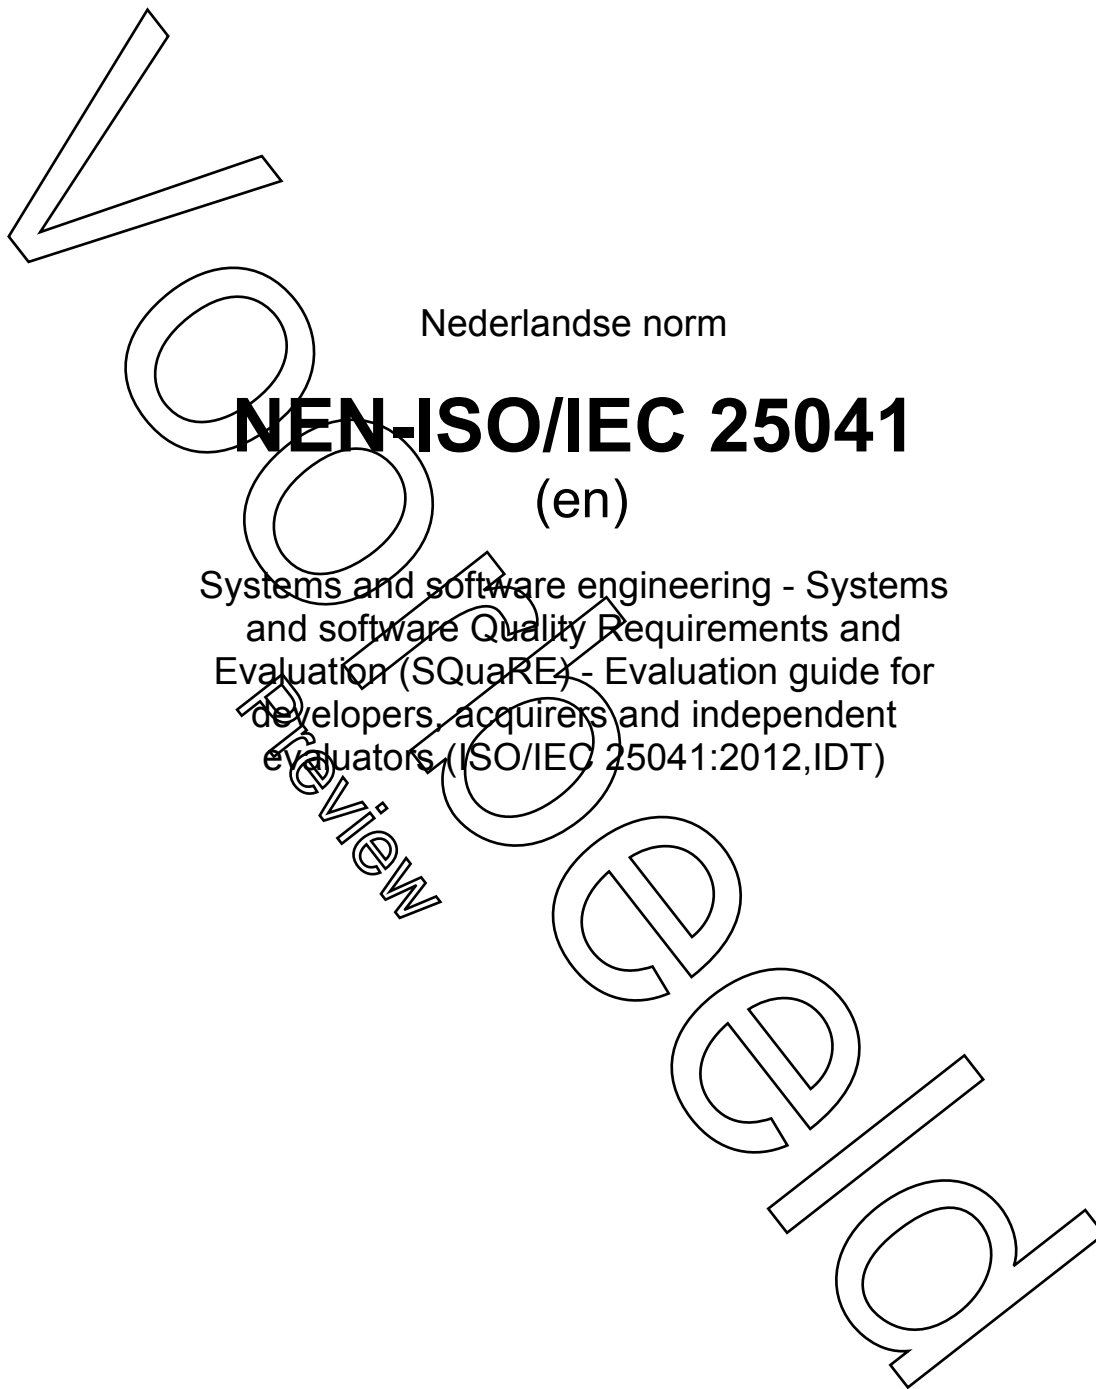 Nederlandse norm
NEN-ISO/IEC 25041
(en)
Systems and software engineering - Systems
and software Quality Requirements and
Evaluation (SQuaRE) - Evaluation guide for
developers, acquirers and independent
evaluators (ISO/IEC 25041:2012,IDT)
Voorbeeld
Preview